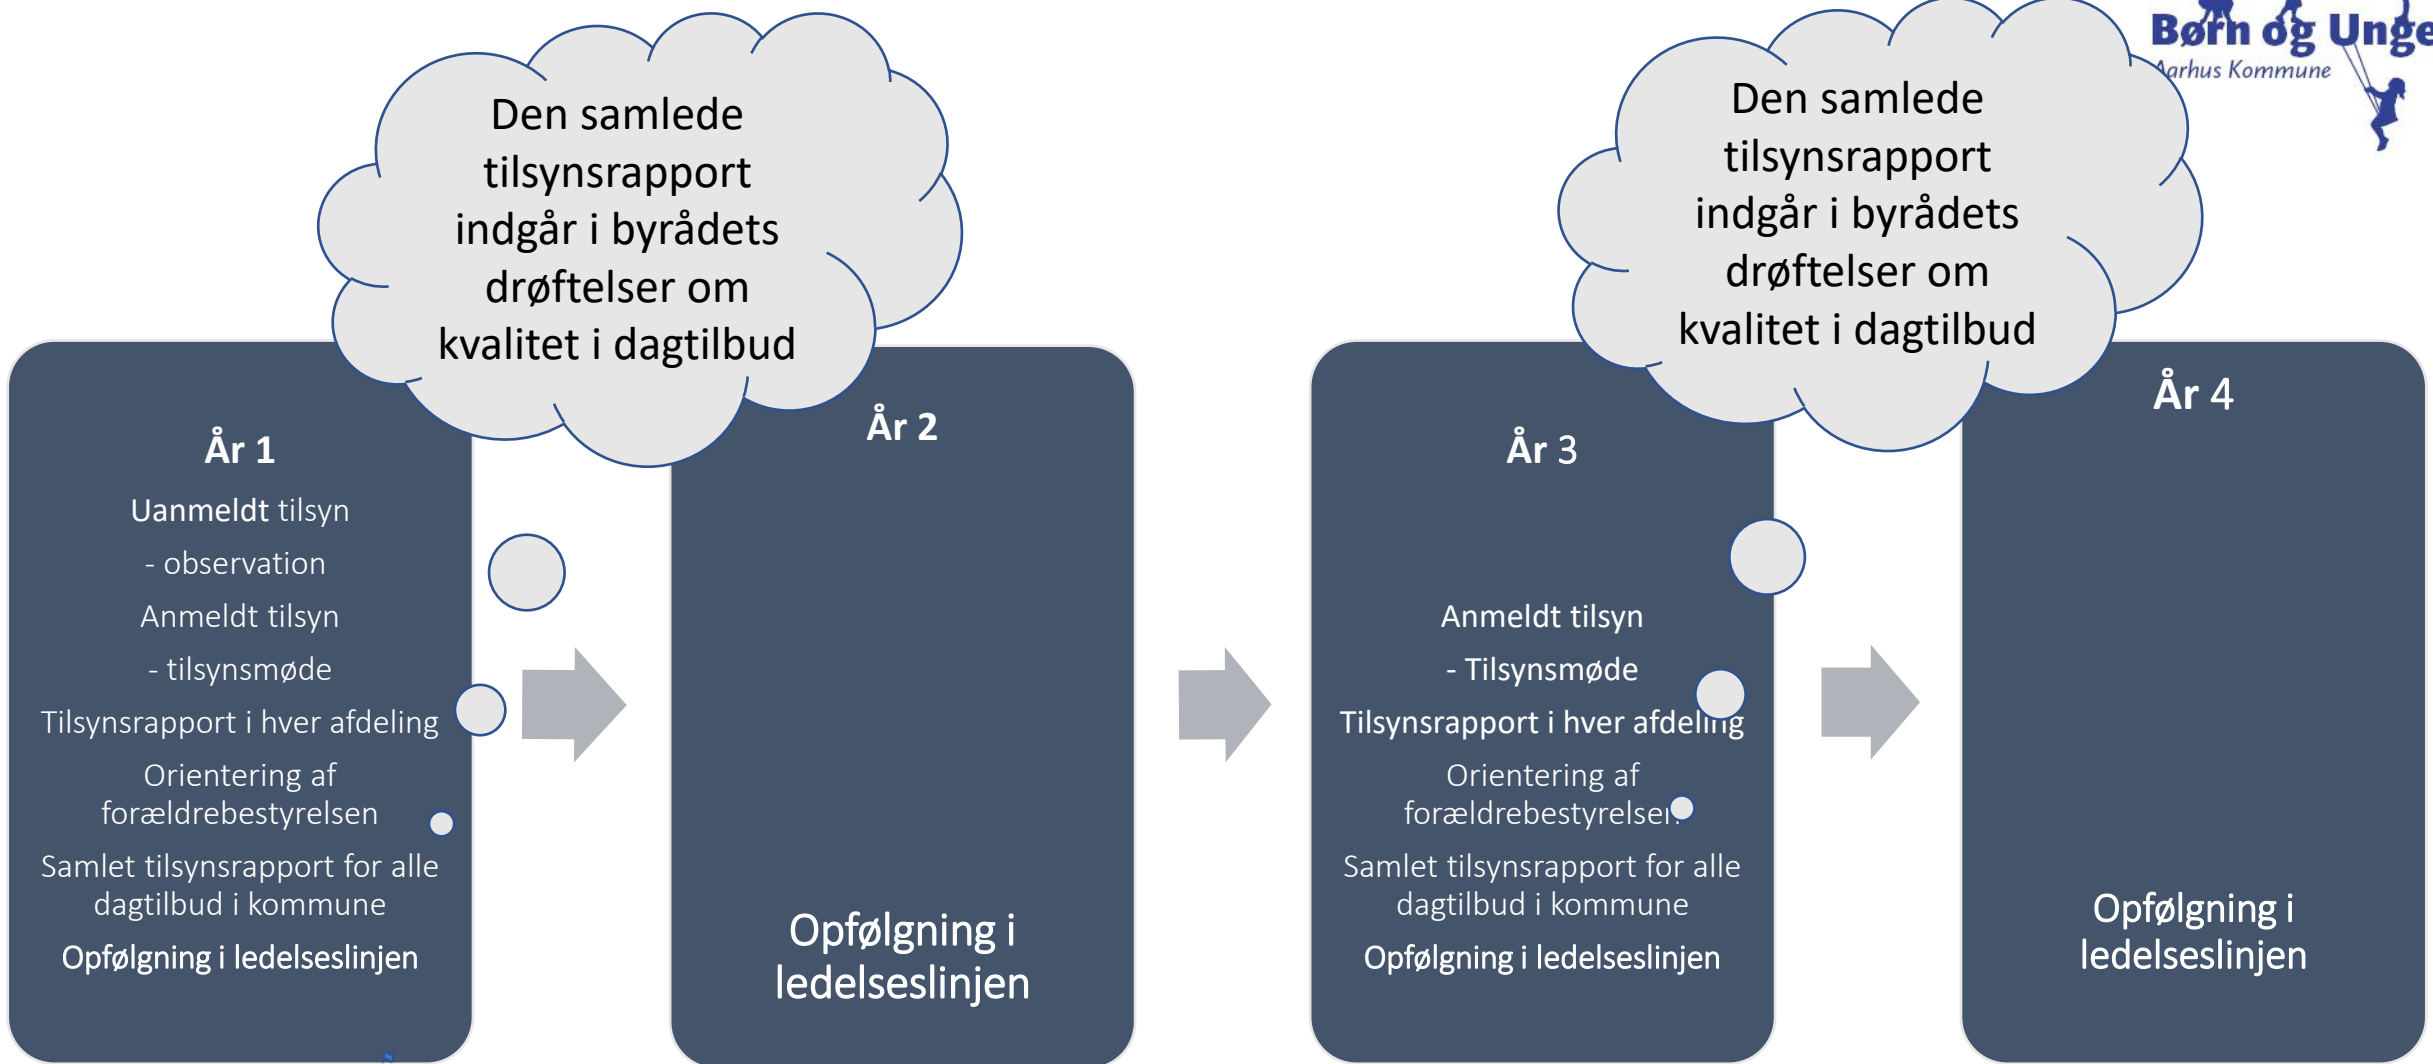 Børn og Unge
Aarhus Kommune
Den samlede
tilsynsrapport
indgår i byrådets
drøftelser om
kvalitet i dagtilbud
Den samlede
tilsynsrapport
indgår i byrådets
drøftelser om
kvalitet i dagtilbud
År 1
Uanmeldt tilsyn
- observation
Anmeldt tilsyn
- tilsynsmøde
Tilsynsrapport i hver afdeling
Orientering af
forældrebestyrelsen
Samlet tilsynsrapport for alle
dagtilbud i kommune
Opfølgning i ledelseslinjen
År 2
Opfølgning i
ledelseslinjen
År 3
Anmeldt tilsyn
- Tilsynsmøde
Tilsynsrapport i hver afdeling
Orientering af
forældrebestyrelsen
Samlet tilsynsrapport for alle
dagtilbud i kommune
Opfølgning i ledelseslinjen
År 4
Opfølgning i
ledelseslinjen